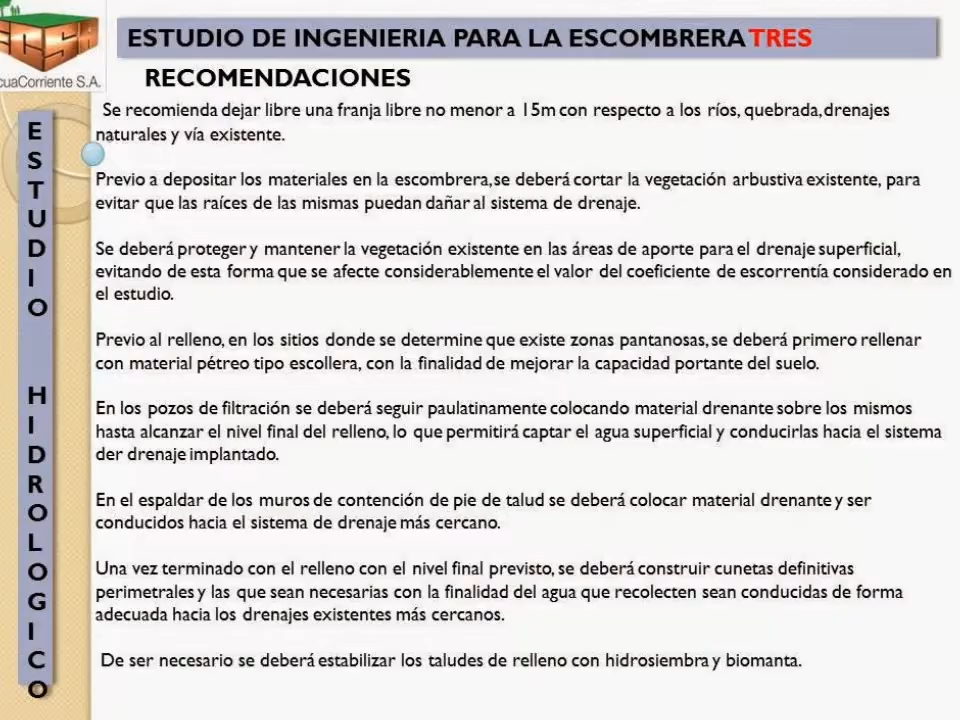 ECSA
cuaCorriente S.A.
ESTUDIO DE INGENIERIA PARA LA ESCOMBRERA TRES
RECOMENDACIONES
ESTUDIO HIDROLOGICO
Se recomienda dejar libre una franja libre no menor a 15m con respecto a los ríos, quebrada, drenajes
naturales y vía existente.
Previo a depositar los materiales en la escombrera, se deberá cortar la vegetación arbustiva existente, para
evitar que las raíces de las mismas puedan dañar al sistema de drenaje.
Se deberá proteger y mantener la vegetación existente en las áreas de aporte para el drenaje superficial,
evitando de esta forma que se afecte considerablemente el valor del coeficiente de escorrentía considerado en
el estudio.
Previo al relleno, en los sitios donde se determine que existe zonas pantanosas, se deberá primero rellenar
con material pétreo tipo escollera, con la finalidad de mejorar la capacidad portante del suelo.
En los pozos de filtración se deberá seguir paulatinamente colocando material drenante sobre los mismos
hasta alcanzar el nivel final del relleno, lo que permitirá captar el agua superficial y conducirlas hacia el sistema
der drenaje implantado.
En el espaldar de los muros de contención de pie de talud se deberá colocar material drenante y ser
conducidos hacia el sistema de drenaje más cercano.
Una vez terminado con el relleno con el nivel final previsto, se deberá construir cunetas definitivas
perimetrales y las que sean necesarias con la finalidad del agua que recolecten sean conducidas de forma
adecuada hacia los drenajes existentes más cercanos.
De ser necesario se deberá estabilizar los taludes de relleno con hidrosiembra y biomanta.